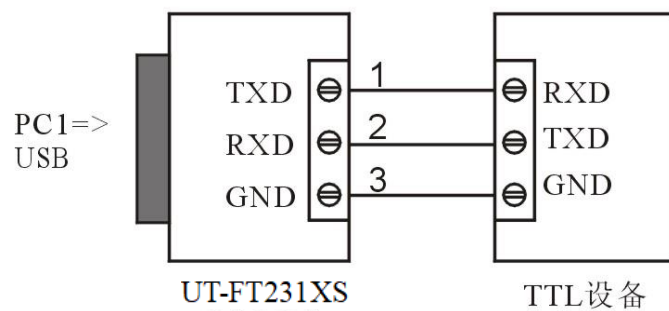 PC1=>
USB
TXD
RXD
GND
1
2
3
RXD
TXD
GND
UT-FT231XS
TTL设备